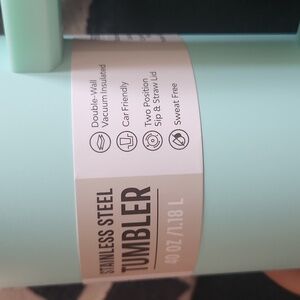 Double-Wall
Vacuum Insulated
Car Friendly
Two Position
Sip & Straw Lid
Sweat Free
STAINLESS STEEL
TUMBLER
40 OZ / 1.18 L